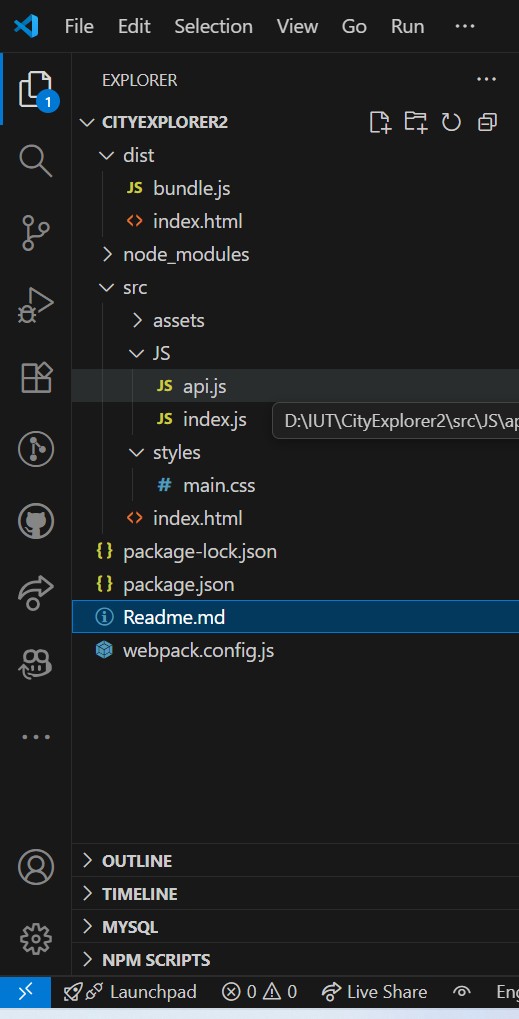 File Edit Selection View Go Run ···
EXPLORER ···
1
CITYEXPLORER2
dist
JS bundle.js
<> index.html
node_modules
src
assets
JS
JS api.js
JS index.js
D:\IUT\CityExplorer2\src\JS\ap
styles
# main.css
<> index.html
{} package-lock.json
{} package.json
Readme.md
webpack.config.js
OUTLINE
TIMELINE
MYSQL
NPM SCRIPTS
Launchpad 0 0 Live Share Eng